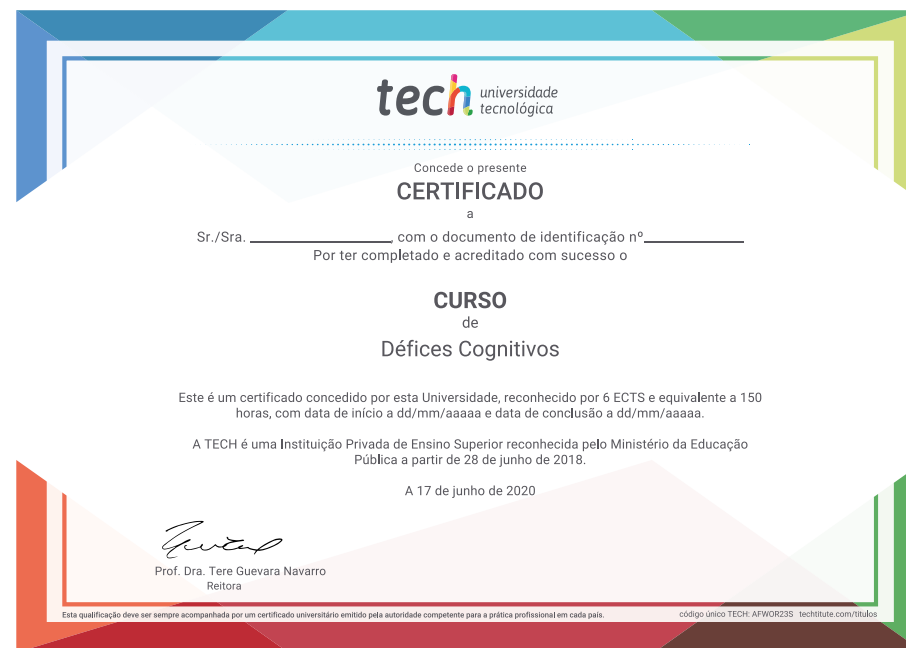 tech universidade
tecnológica
Concede o presente
CERTIFICADO
a
Sr./Sra. ____________, com o documento de identificação nº____________
Por ter completado e acreditado com sucesso o
CURSO
de
Défices Cognitivos
Este é um certificado concedido por esta Universidade, reconhecido por 6 ECTS e equivalente a 150
horas, com data de início a dd/mm/aaaaa e data de conclusão a dd/mm/aaaaa.
A TECH é uma Instituição Privada de Ensino Superior reconhecida pelo Ministério da Educação
Pública a partir de 28 de junho de 2018.
A 17 de junho de 2020
Prof. Dra. Tere Guevara Navarro
Reitora
Esta qualificação deve ser sempre acompanhada por um certificado universitário emitido pela autoridade competente para a prática profissional em cada país.
código único TECH: AFWOR23S techtitute.com/titulos